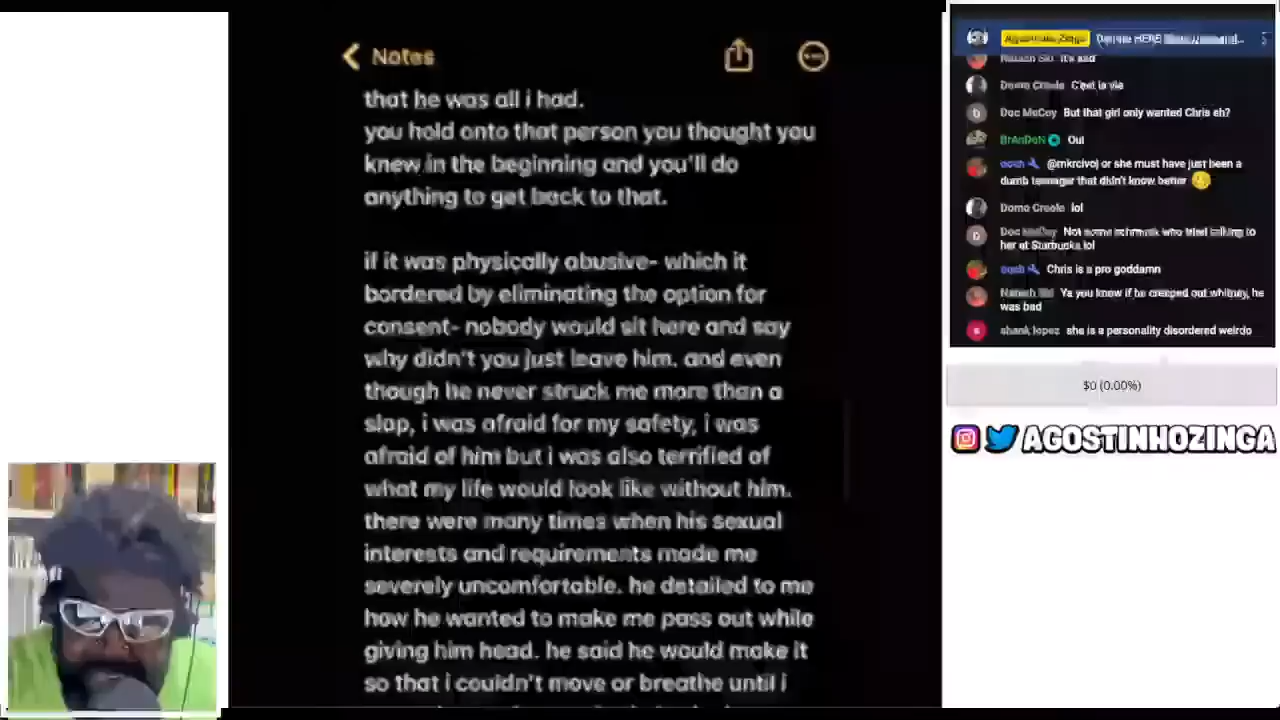 Notes
that he was all i had.
you hold onto that person you thought you
knew in the beginning and you'll do
anything to get back to that.
if it was physically abusive- which it
bordered by eliminating the option for
consent- nobody would sit here and say
why didn't you just leave him. and even
though he never struck me more than a
slap, i was afraid for my safety, i was
afraid of him but i was also terrified of
what my life would look like without him.
there were many times when his sexual
interests and requirements made me
severely uncomfortable. he detailed to me
how he wanted to make me pass out while
giving him head. he said he would make it
so that i couldn't move or breathe until i
Donate HERE
it's sad
Domo Creole C'est la vie
Doc McCoy But that girl only wanted Chris eh?
BrAnDoN Oui
@mkrcivoj or she must have just been a
dumb teenager that didn't know better
Domo Creole lol
Doc McCoy Not some schmuck who tried talking to
her at Starbucks lol
Chris is a pro goddamn
Ya you know if he creeped out whitney, he
was bad
shank lopez she is a personality disordered weirdo
$0 (0.00%)
AGOSTINHOZINGA